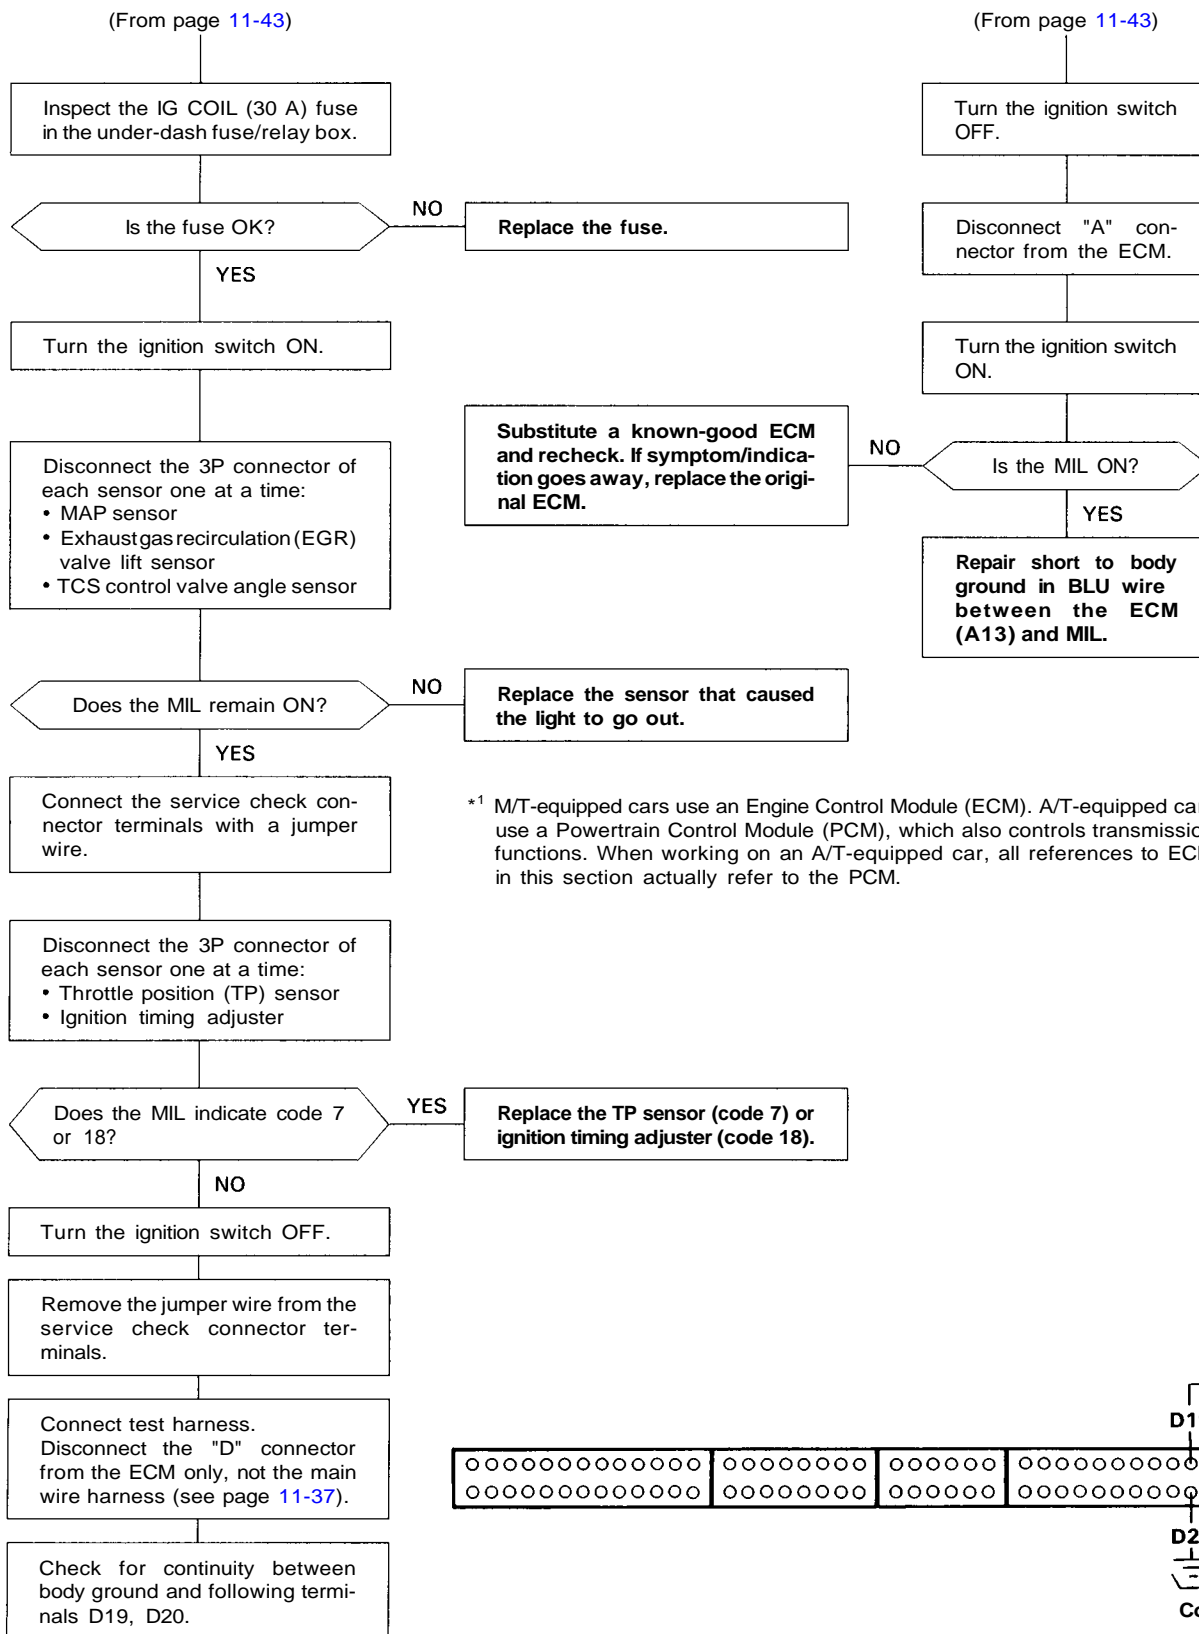 (From page 11-43)
Inspect the IG COIL (30 A) fuse
in the under-dash fuse/relay box.
Is the fuse OK?
NO
Replace the fuse.
YES
Turn the ignition switch ON.
Disconnect the 3P connector of
each sensor one at a time:
• MAP sensor
• Exhaust gas recirculation (EGR)
valve lift sensor
• TCS control valve angle sensor
Does the MIL remain ON?
NO
Replace the sensor that caused
the light to go out.
YES
Connect the service check con-
nector terminals with a jumper
wire.
Disconnect the 3P connector of
each sensor one at a time:
• Throttle position (TP) sensor
• Ignition timing adjuster
Does the MIL indicate code 7
or 18?
YES
Replace the TP sensor (code 7) or
ignition timing adjuster (code 18).
NO
Turn the ignition switch OFF.
Remove the jumper wire from the
service check connector ter-
minals.
Connect test harness.
Disconnect the "D" connector
from the ECM only, not the main
wire harness (see page 11-37).
Check for continuity between
body ground and following termi-
nals D19, D20.
(From page 11-43)
Turn the ignition switch
OFF.
Disconnect "A" con-
nector from the ECM.
Turn the ignition switch
ON.
Is the MIL ON?
NO
Substitute a known-good ECM
and recheck. If symptom/indica-
tion goes away, replace the origi-
nal ECM.
YES
Repair short to body
ground in BLU wire
between the ECM
(A13) and MIL.
*1 M/T-equipped cars use an Engine Control Module (ECM). A/T-equipped car
use a Powertrain Control Module (PCM), which also controls transmissio
functions. When working on an A/T-equipped car, all references to EC
in this section actually refer to the PCM.
D1
D2
Co